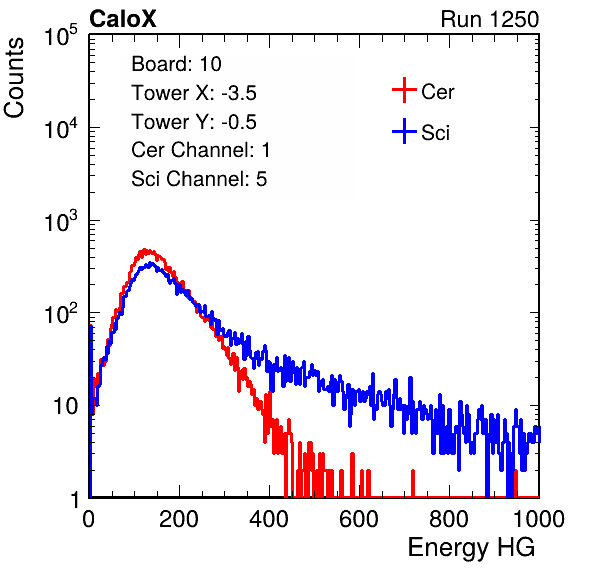 CaloX Run 1250
Counts
10^5
10^4
10^3
10^2
10
1
Board: 10
Tower X: -3.5
Tower Y: -0.5
Cer Channel: 1
Sci Channel: 5
Cer
Sci
0 200 400 600 800 1000
Energy HG